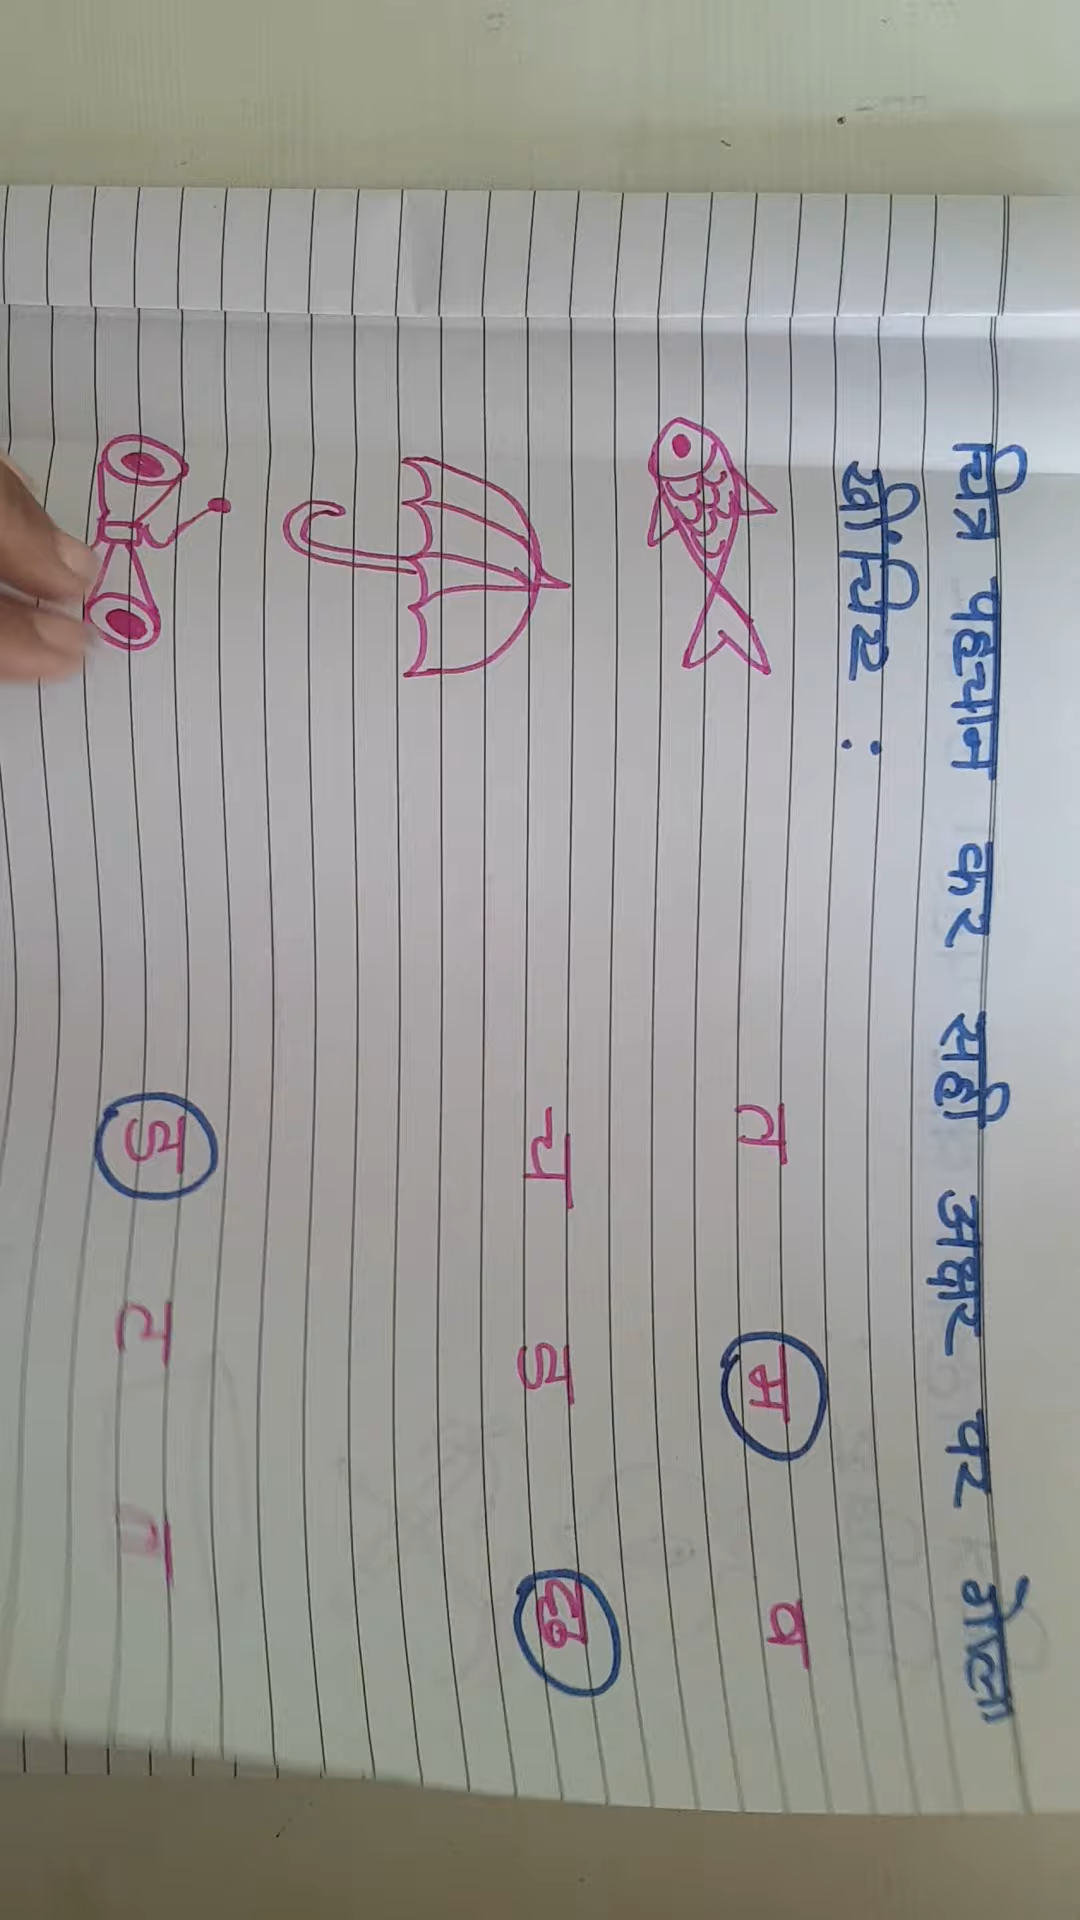 चित्र पहचान कर सही अक्षर पर गोला
खींचिए :
त म व
च ड छ
ड ट ग